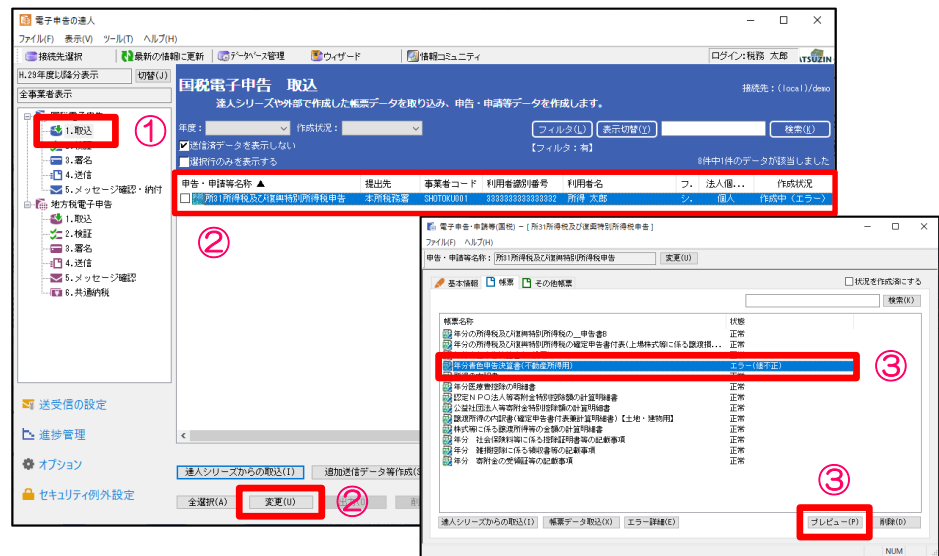 電子申告の達人
ファイル(F) 表示(V) ツール(T) ヘルプ(H)
接続先選択 最新の情報に更新 データベース管理 ウィザード 情報コミュニティ ログイン:税務 太郎 TSUZIN
H.29年度以降分表示 切替(J)
全事業者表示
国税電子申告
1.取込
3.署名
4.送信
5.メッセージ確認・納付
地方税電子申告
1.取込
2.検証
3.署名
4.送信
5.メッセージ確認
6.共通納税
送受信の設定
進捗管理
オプション
セキュリティ例外設定
①
国税電子申告 取込
接続先：(local)/demo
達人シリーズや外部で作成した帳票データを取り込み、申告・申請等データを作成します。
年度： 作成状況： フィルタ(L) 表示切替(Y) 検索(K)
送信済データを表示しない 【フィルタ：有】
選択行のみを表示する 8件中1件のデータが該当しました
申告・申請等名称 ▲ 提出先 事業者コード 利用者識別番号 利用者名 フ. 法人個... 作成状況
所31所得税及び復興特別所得税申告 本所税務署 SHOTOKU001 3333333333333332 所得 太郎 シ. 個人 作成中（エラー）
②
達人シリーズからの取込(I) 追加送信データ等作成(S
全選択(A) 変更(U) 削
②
電子申告・申請等(国税) - [所31所得税及び復興特別所得税申告]
ファイル(F) ヘルプ(H)
申告・申請等名称： 所31所得税及び復興特別所得税申告 変更(U)
基本情報 帳票 その他帳票 状況を作成済にする
検索(K)
帳票名称 状態
年分の所得税及び復興特別所得税の__申告書B 正常
年分の所得税及び復興特別所得税の確定申告書付表(上場株式等に係る譲渡損... 正常
年分青色申告決算書(不動産所得用) エラー(値不正)
③
年分医療費控除の明細書 正常
認定ＮＰＯ法人等寄附金特別控除額の計算明細書 正常
公益社団法人等寄附金特別控除額の計算明細書 正常
譲渡所得の内訳書(確定申告書付表兼計算明細書)【土地・建物用】 正常
株式等に係る譲渡所得等の金額の計算明細書 正常
年分 社会保険料等に係る控除証明書等の記載事項 正常
年分 雑損控除に係る領収書等の記載事項 正常
年分 寄附金の受領証等の記載事項 正常
③
達人シリーズからの取込(I) 帳票データ取込(X) エラー詳細(E) プレビュー(P) 削除(D)
NUM